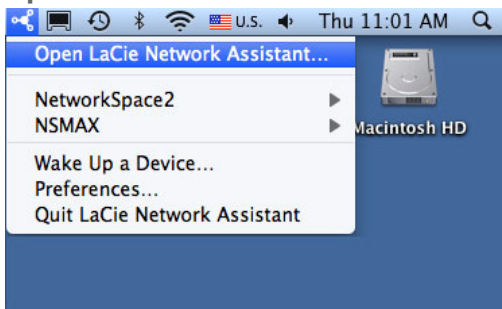 U.S. Thu 11:01 AM
Open LaCie Network Assistant...
NetworkSpace2
NSMAX
Macintosh HD
Wake Up a Device...
Preferences...
Quit LaCie Network Assistant